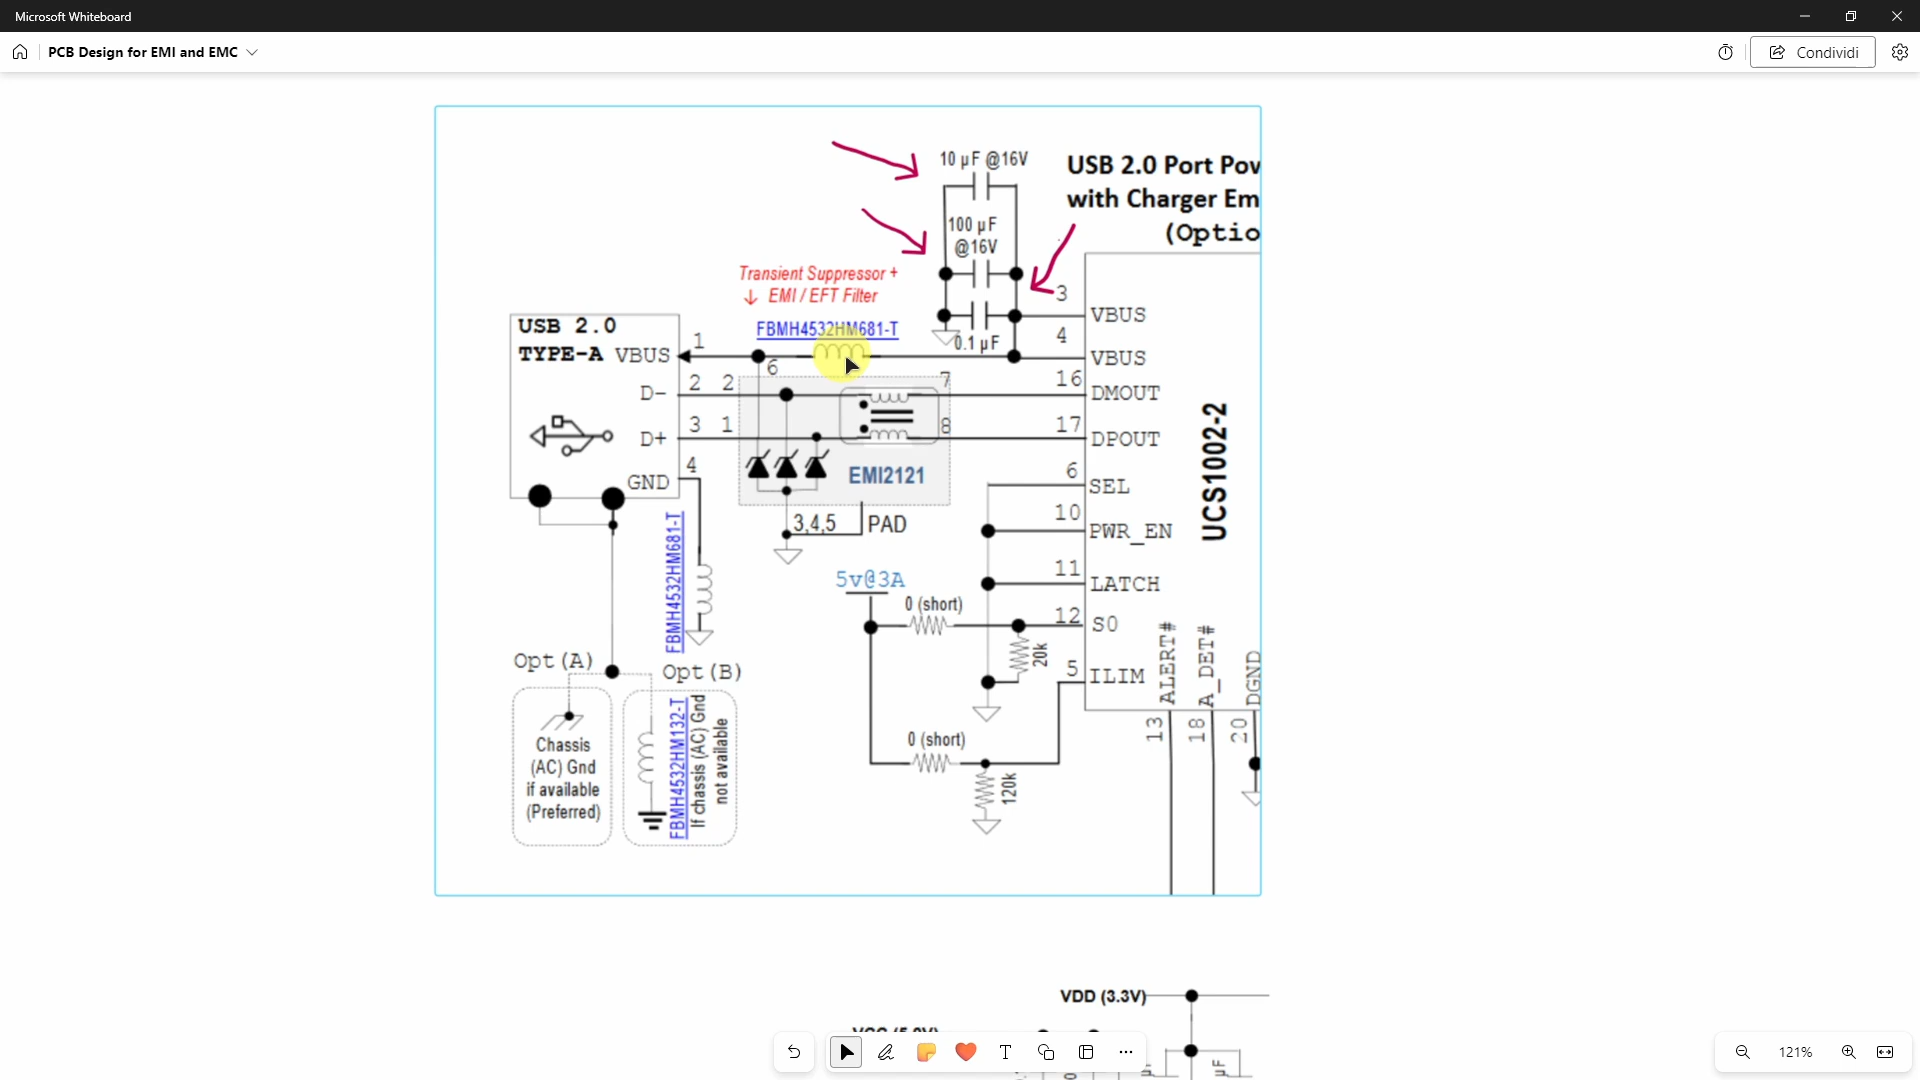 Microsoft Whiteboard
PCB Design for EMI and EMC
Condividi
10 µF @16V
USB 2.0 Port Pov
with Charger Em
(Optio
100 µF
@16V
Transient Suppressor +
↓ EMI / EFT Filter
FBMH4532HM681-T
0.1 µF
USB 2.0
TYPE-A VBUS
D-
D+
GND
1
2
3
4
2
1
6
7
8
EMI2121
3,4,5
PAD
3
VBUS
4
VBUS
16
DMOUT
17
DPOUT
6
SEL
10
PWR_EN
11
LATCH
12
S0
5
ILIM
UCS1002-2
ALERT#
A_DET#
DGND
13
18
20
FBMH4532HM681-T
5v@3A
0 (short)
20k
0 (short)
120k
Opt (A)
Opt (B)
Chassis
(AC) Gnd
if available
(Preferred)
FBMH4532HM132-T
If chassis (AC) Gnd
not available
VDD (3.3V)
µF
121%